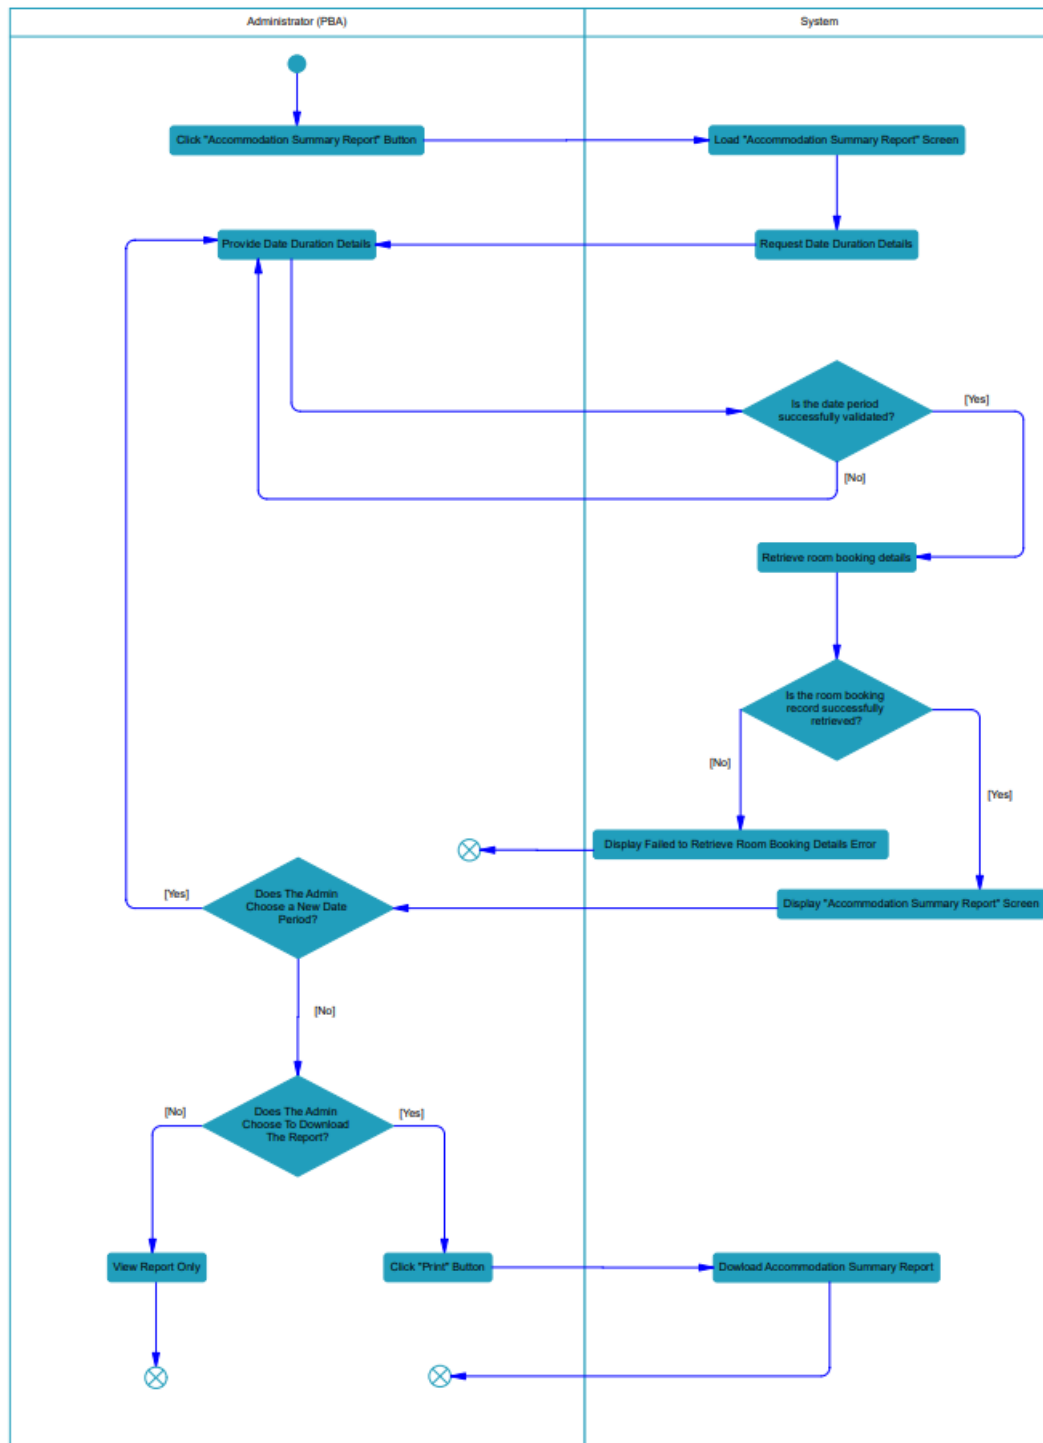 Administrator (PBA)
System
Click "Accommodation Summary Report" Button
Load "Accommodation Summary Report" Screen
Provide Date Duration Details
Request Date Duration Details
Is the date period
successfully validated?
[Yes]
[No]
Retrieve room booking details
Is the room booking
record successfully
retrieved?
[No]
[Yes]
Display Failed to Retrieve Room Booking Details Error
Does The Admin
Choose a New Date
Period?
[Yes]
Display "Accommodation Summary Report" Screen
[No]
Does The Admin
Choose To Download
The Report?
[No]
[Yes]
View Report Only
Click "Print" Button
Dowload Accommodation Summary Report